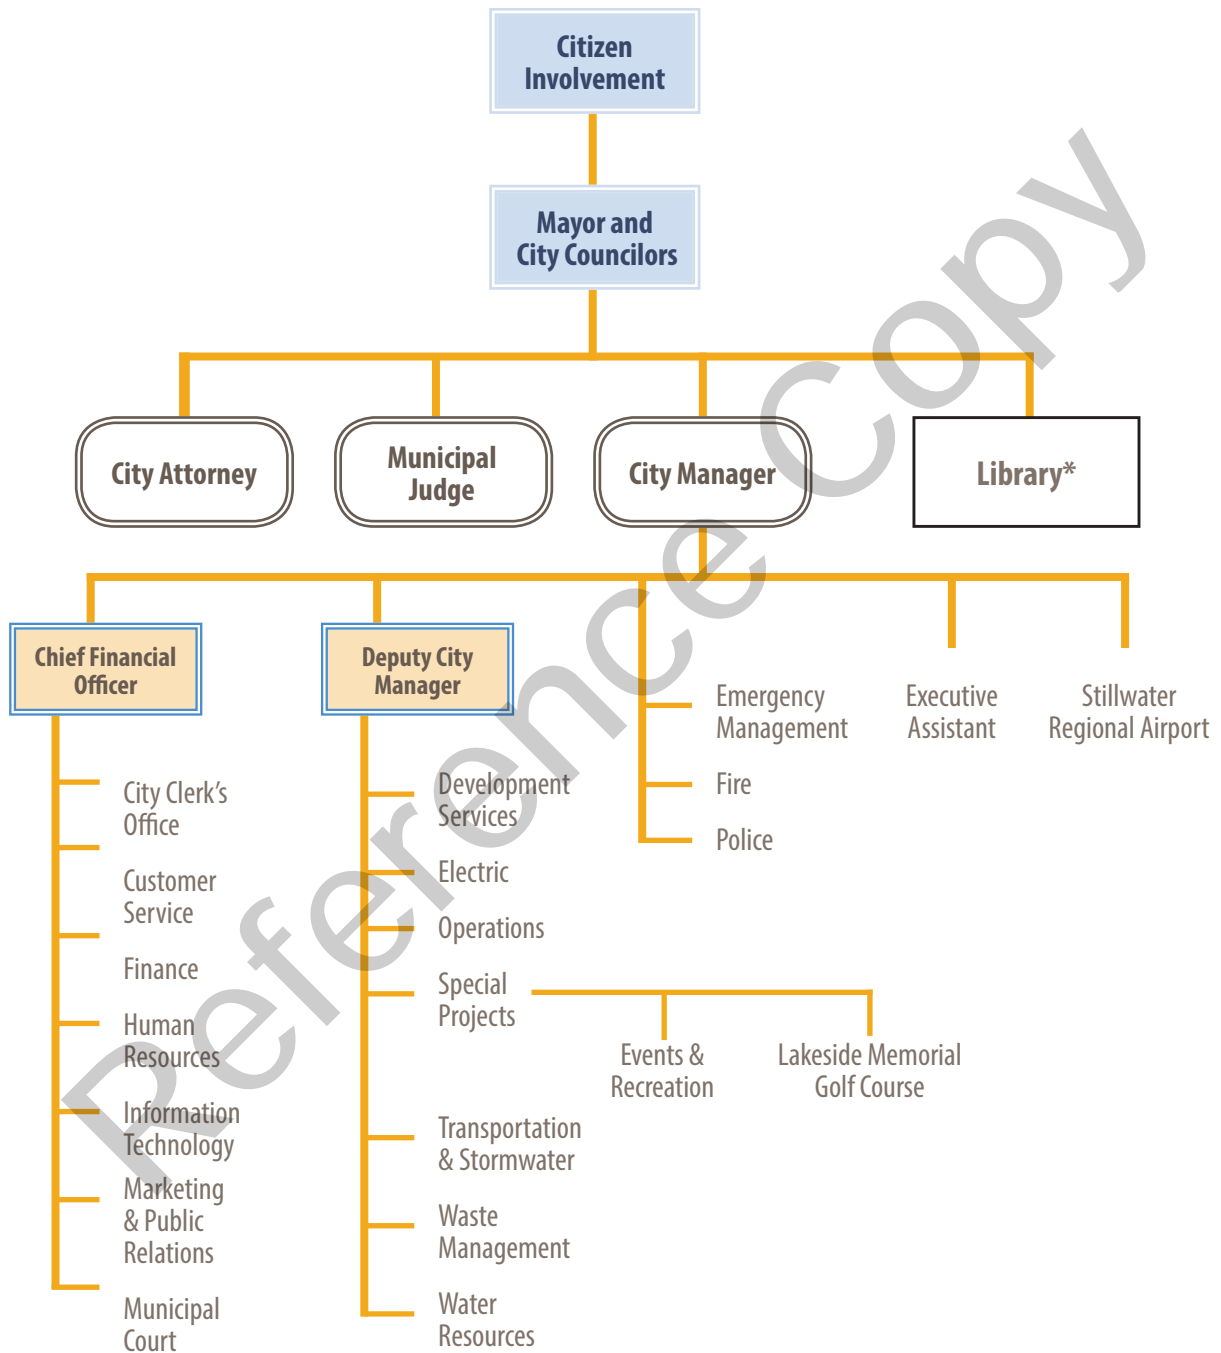 Citizen
Involvement
Mayor and
City Councilors
City Attorney
Municipal
Judge
City Manager
Library*
Chief Financial
Officer
Deputy City
Manager
Emergency
Management
Executive
Assistant
Stillwater
Regional Airport
Fire
Police
City Clerk's
Office
Customer
Service
Finance
Human
Resources
Information
Technology
Marketing
& Public
Relations
Municipal
Court
Development
Services
Electric
Operations
Special
Projects
Events &
Recreation
Lakeside Memorial
Golf Course
Transportation
& Stormwater
Waste
Management
Water
Resources
Reference Copy